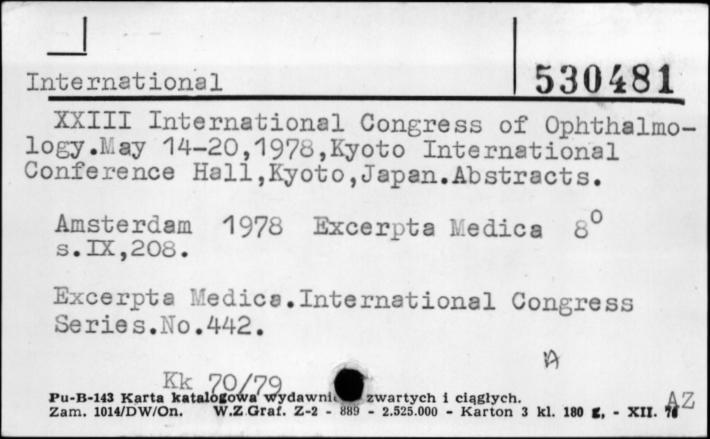 International 530481
XXIII International Congress of Ophthalmo-
logy.May 14-20,1978,Kyoto International
Conference Hall,Kyoto,Japan.Abstracts.
Amsterdam 1978 Excerpta Medica 8º
s.IX,208.
Excerpta Medica.International Congress
Series.No.442.
Kk 70/79
Pu-B-143 Karta katalogowa wydawni zwartych i ciągłych.
Zam. 1014/DW/On. W.Z.Graf. Z-2 - 889 - 2.525.000 - Karton 3 kl. 180 g. - XII. AZ